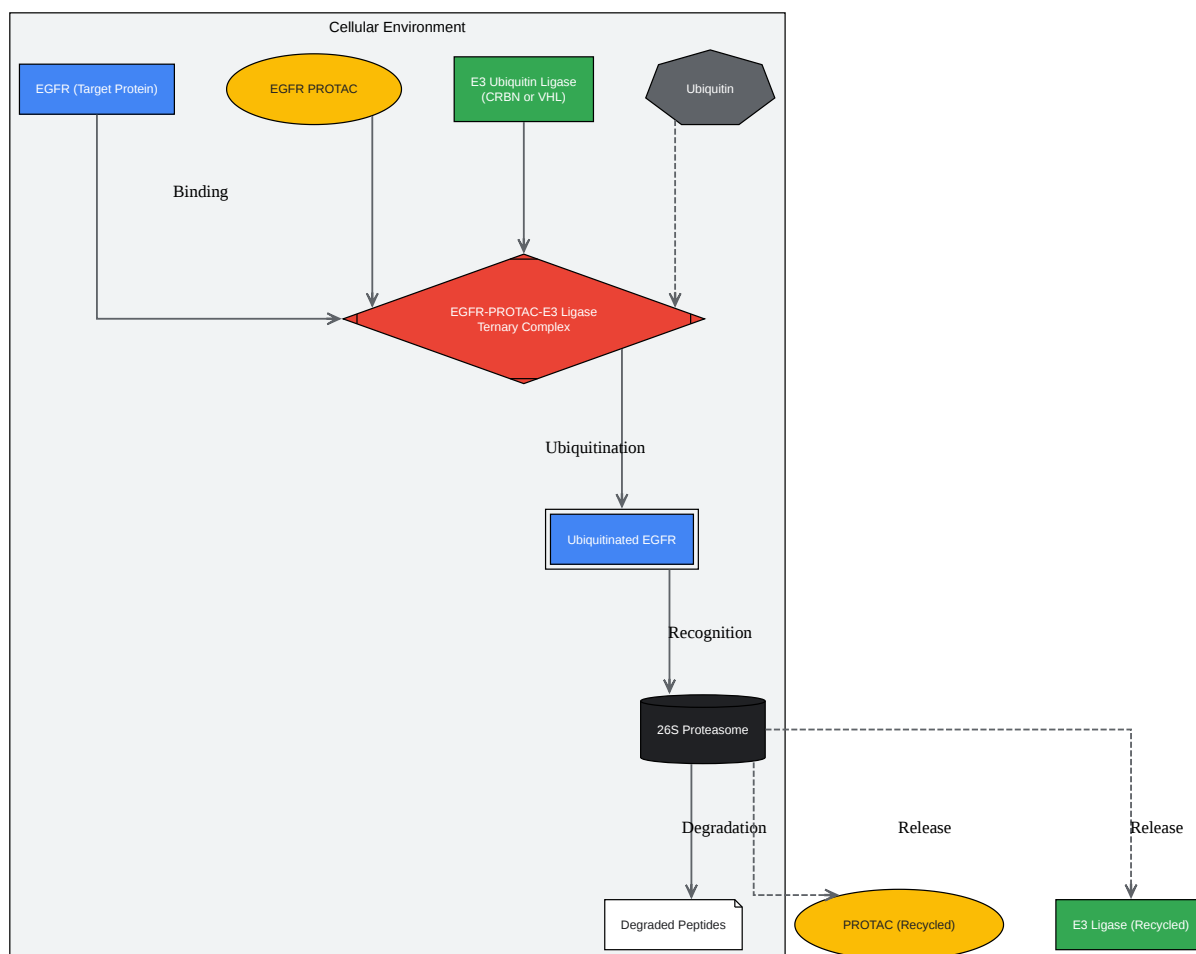 Cellular Environment
EGFR (Target Protein)
EGFR PROTAC
E3 Ubiquitin Ligase
(CRBN or VHL)
Ubiquitin
Binding
EGFR-PROTAC-E3 Ligase
Ternary Complex
Ubiquitination
Ubiquitinated EGFR
Recognition
26S Proteasome
Degradation
Release
Release
Degraded Peptides
PROTAC (Recycled)
E3 Ligase (Recycled)